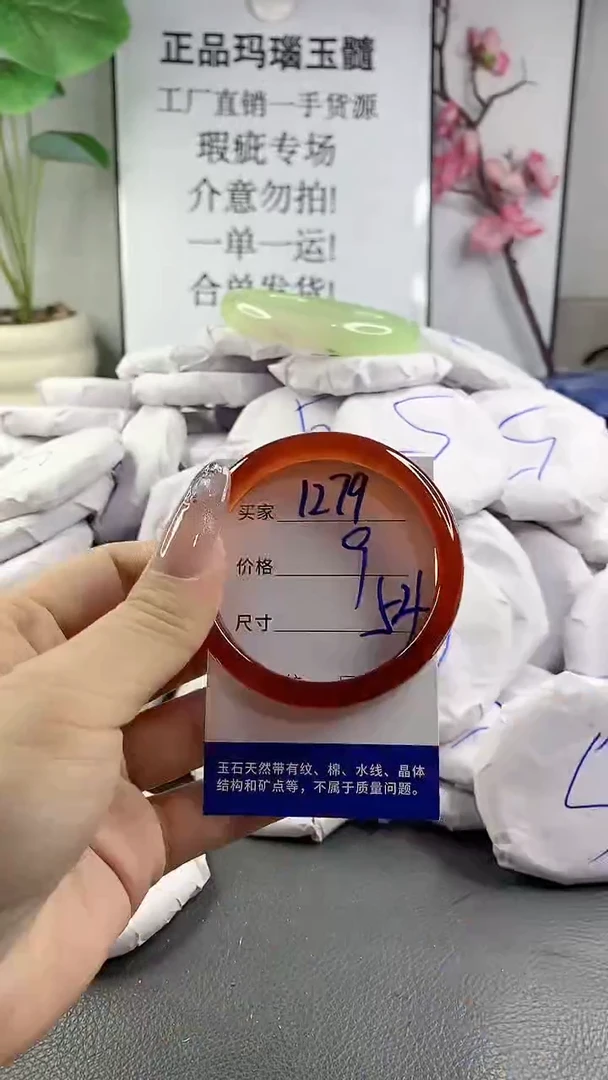 正品玛瑙玉髓
工厂直销一手货源
瑕疵专场
介意勿拍!
一单一运!
合单发货!
5
5
5
买家 1279
价格 9
尺寸 54
玉石天然带有纹、棉、水线、晶体
结构和矿点等，不属于质量问题。